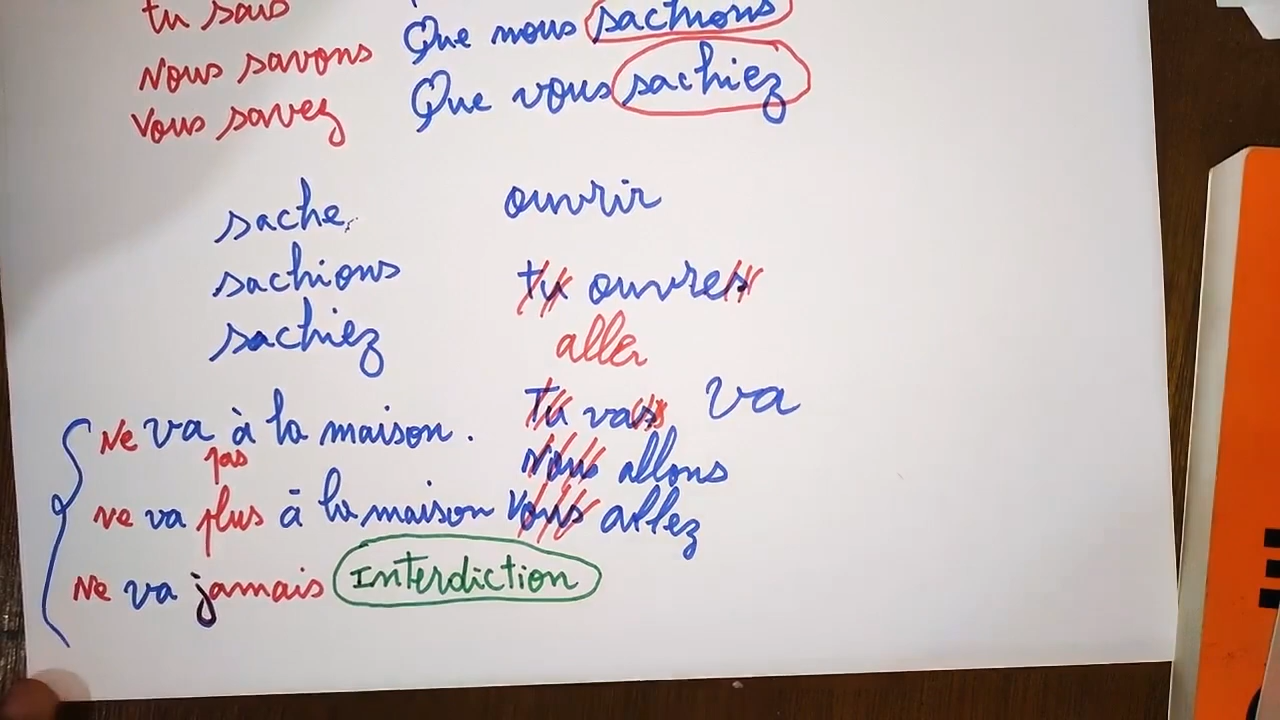 tu sais
Nous savons Que nous sachions
Vous savez Que vous sachiez
sache ouvrir
sachions tu ouvres
sachiez aller
Tu vas va
Ne va à la maison. Nous allons
pas
Ne va plus à la maison Vous allez
Ne va jamais Interdiction